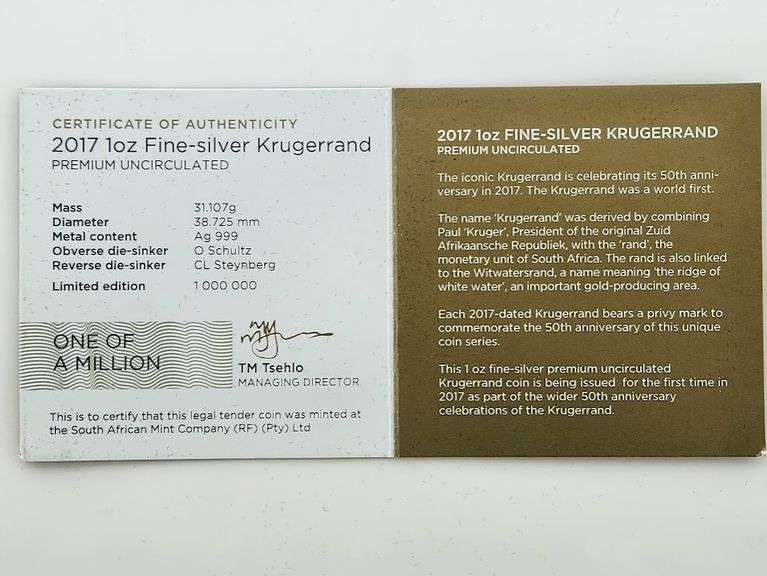 CERTIFICATE OF AUTHENTICITY
2017 1oz Fine-silver Krugerrand
PREMIUM UNCIRCULATED
Mass 31.107g
Diameter 38.725 mm
Metal content Ag 999
Obverse die-sinker O Schultz
Reverse die-sinker CL Steynberg
Limited edition 1 000 000
ONE OF
A MILLION
TM Tsehlo
MANAGING DIRECTOR
This is to certify that this legal tender coin was minted at
the South African Mint Company (RF) (Pty) Ltd
2017 1oz FINE-SILVER KRUGERRAND
PREMIUM UNCIRCULATED
The iconic Krugerrand is celebrating its 50th anni-
versary in 2017. The Krugerrand was a world first.
The name 'Krugerrand' was derived by combining
Paul 'Kruger', President of the original Zuid
Afrikaansche Republiek, with the 'rand', the
monetary unit of South Africa. The rand is also linked
to the Witwatersrand, a name meaning 'the ridge of
white water', an important gold-producing area.
Each 2017-dated Krugerrand bears a privy mark to
commemorate the 50th anniversary of this unique
coin series.
This 1 oz fine-silver premium uncirculated
Krugerrand coin is being issued for the first time in
2017 as part of the wider 50th anniversary
celebrations of the Krugerrand.